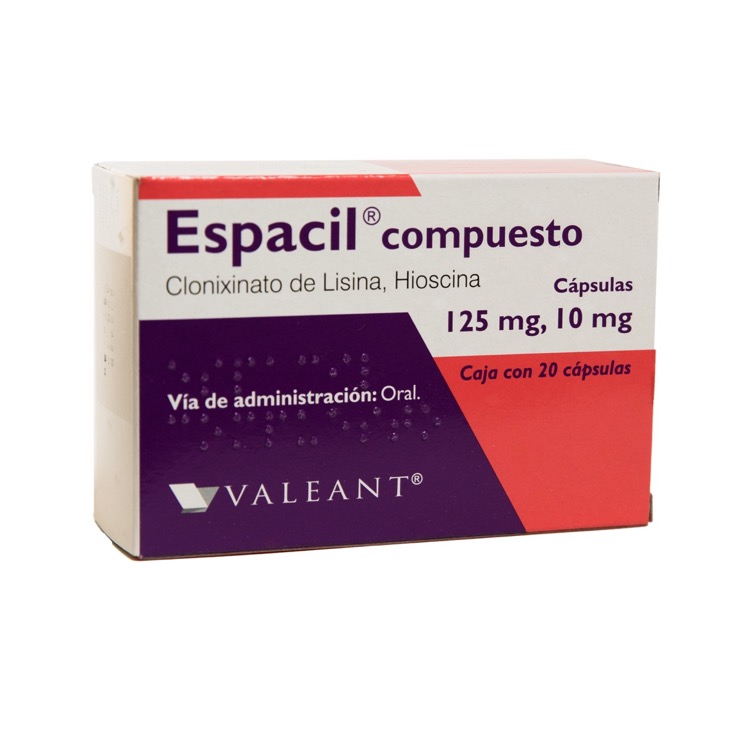 Espacil® compuesto
Clonixinato de Lisina, Hioscina
Cápsulas
125 mg, 10 mg
Caja con 20 cápsulas
Vía de administración: Oral.
VALEANT®